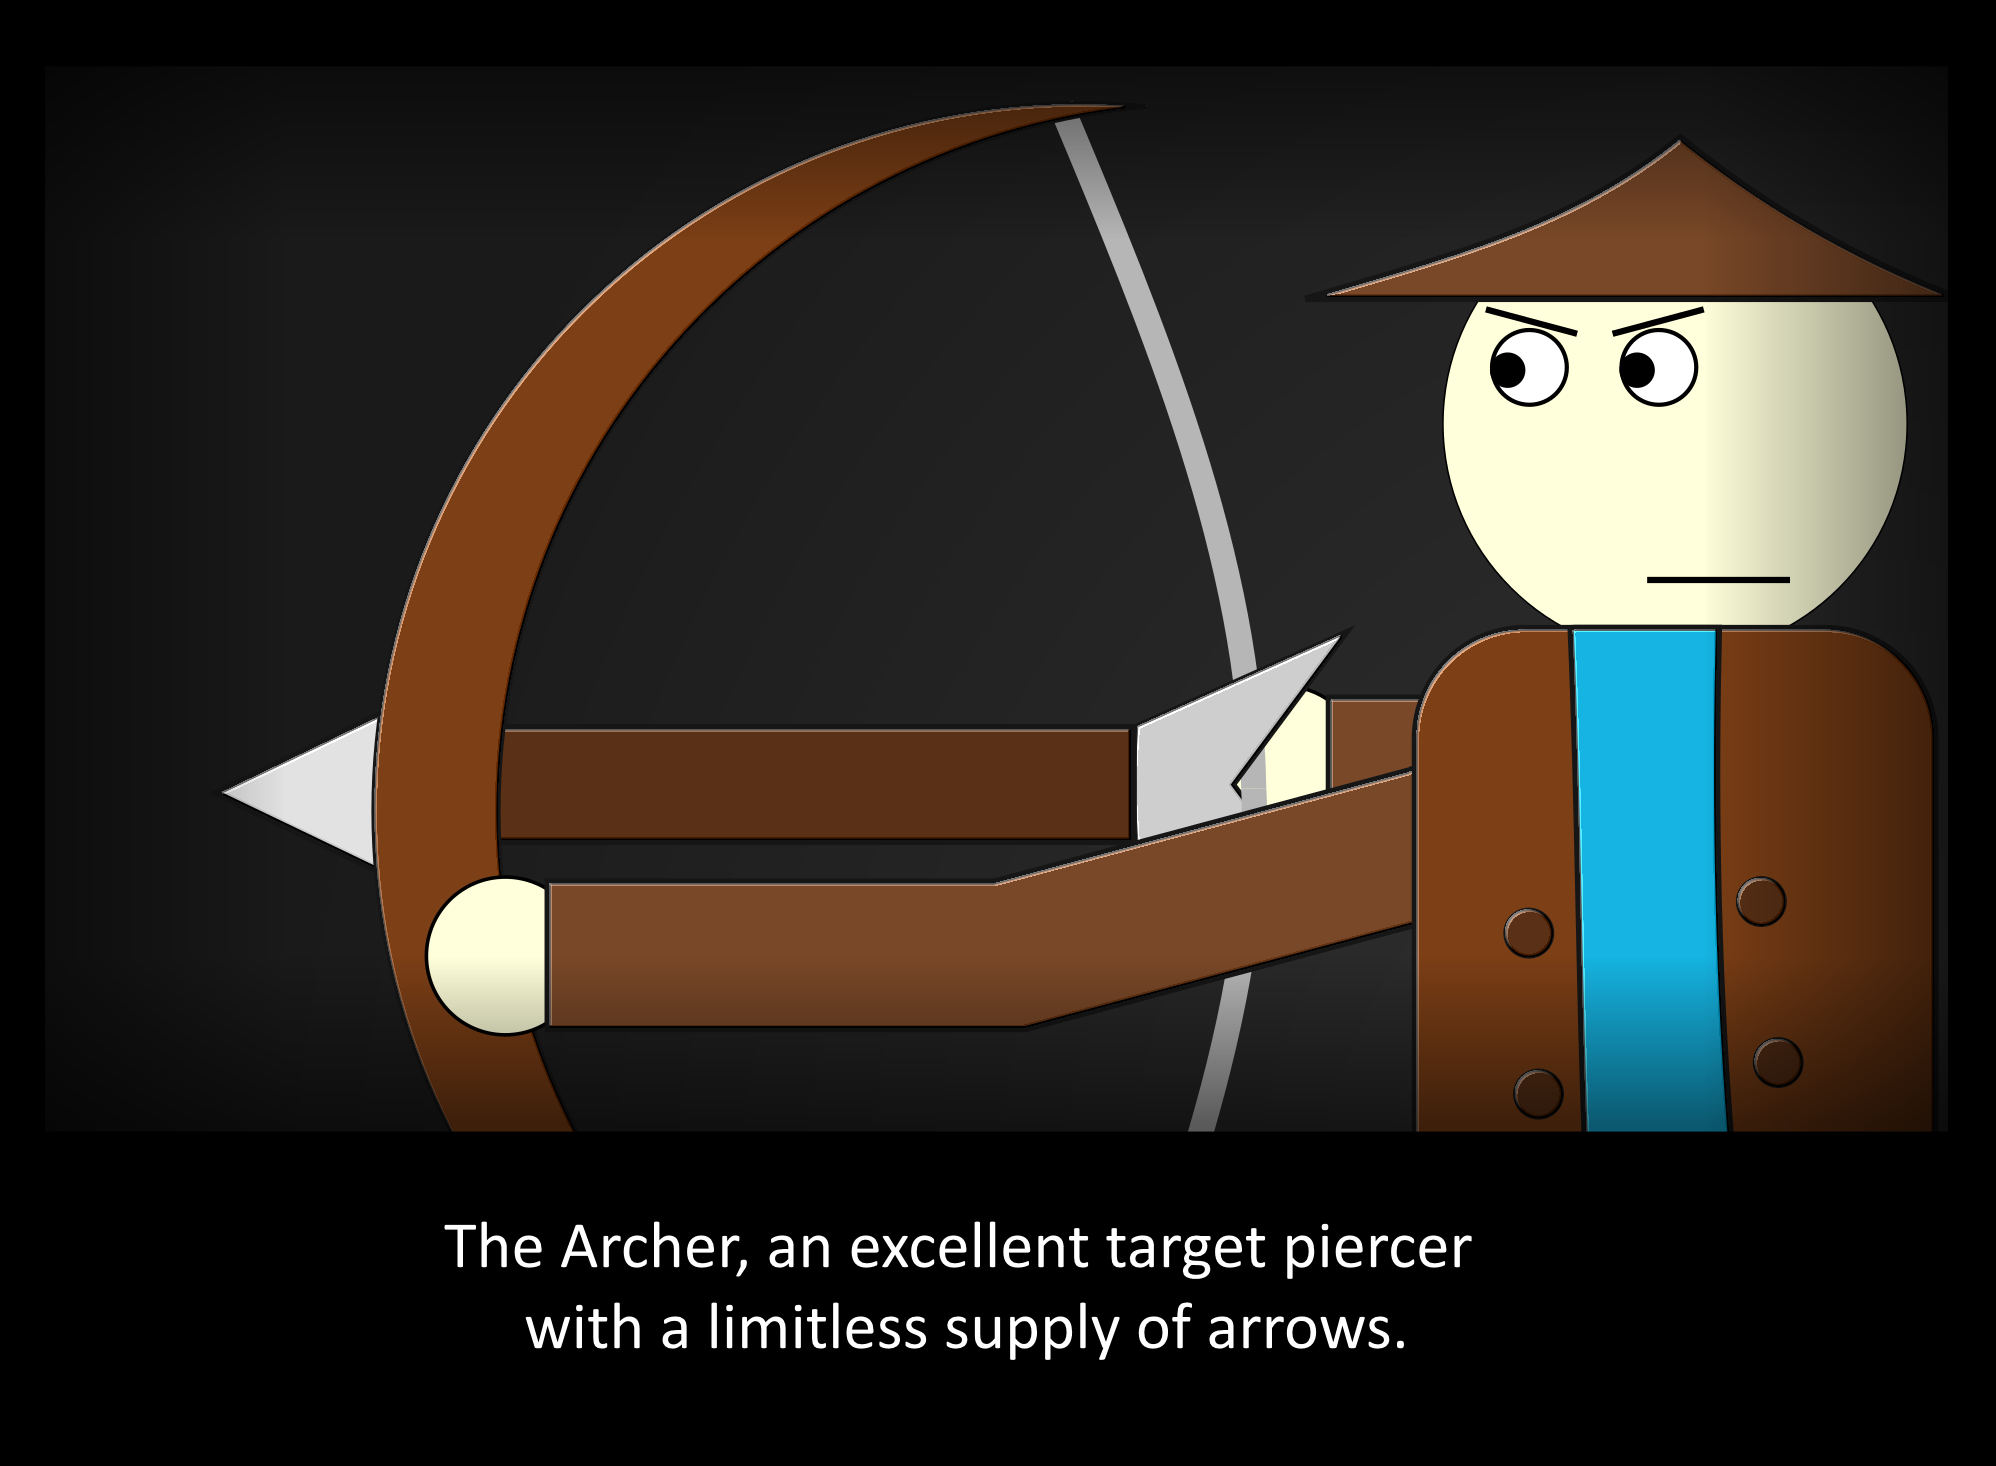 The Archer, an excellent target piercer
with a limitless supply of arrows.